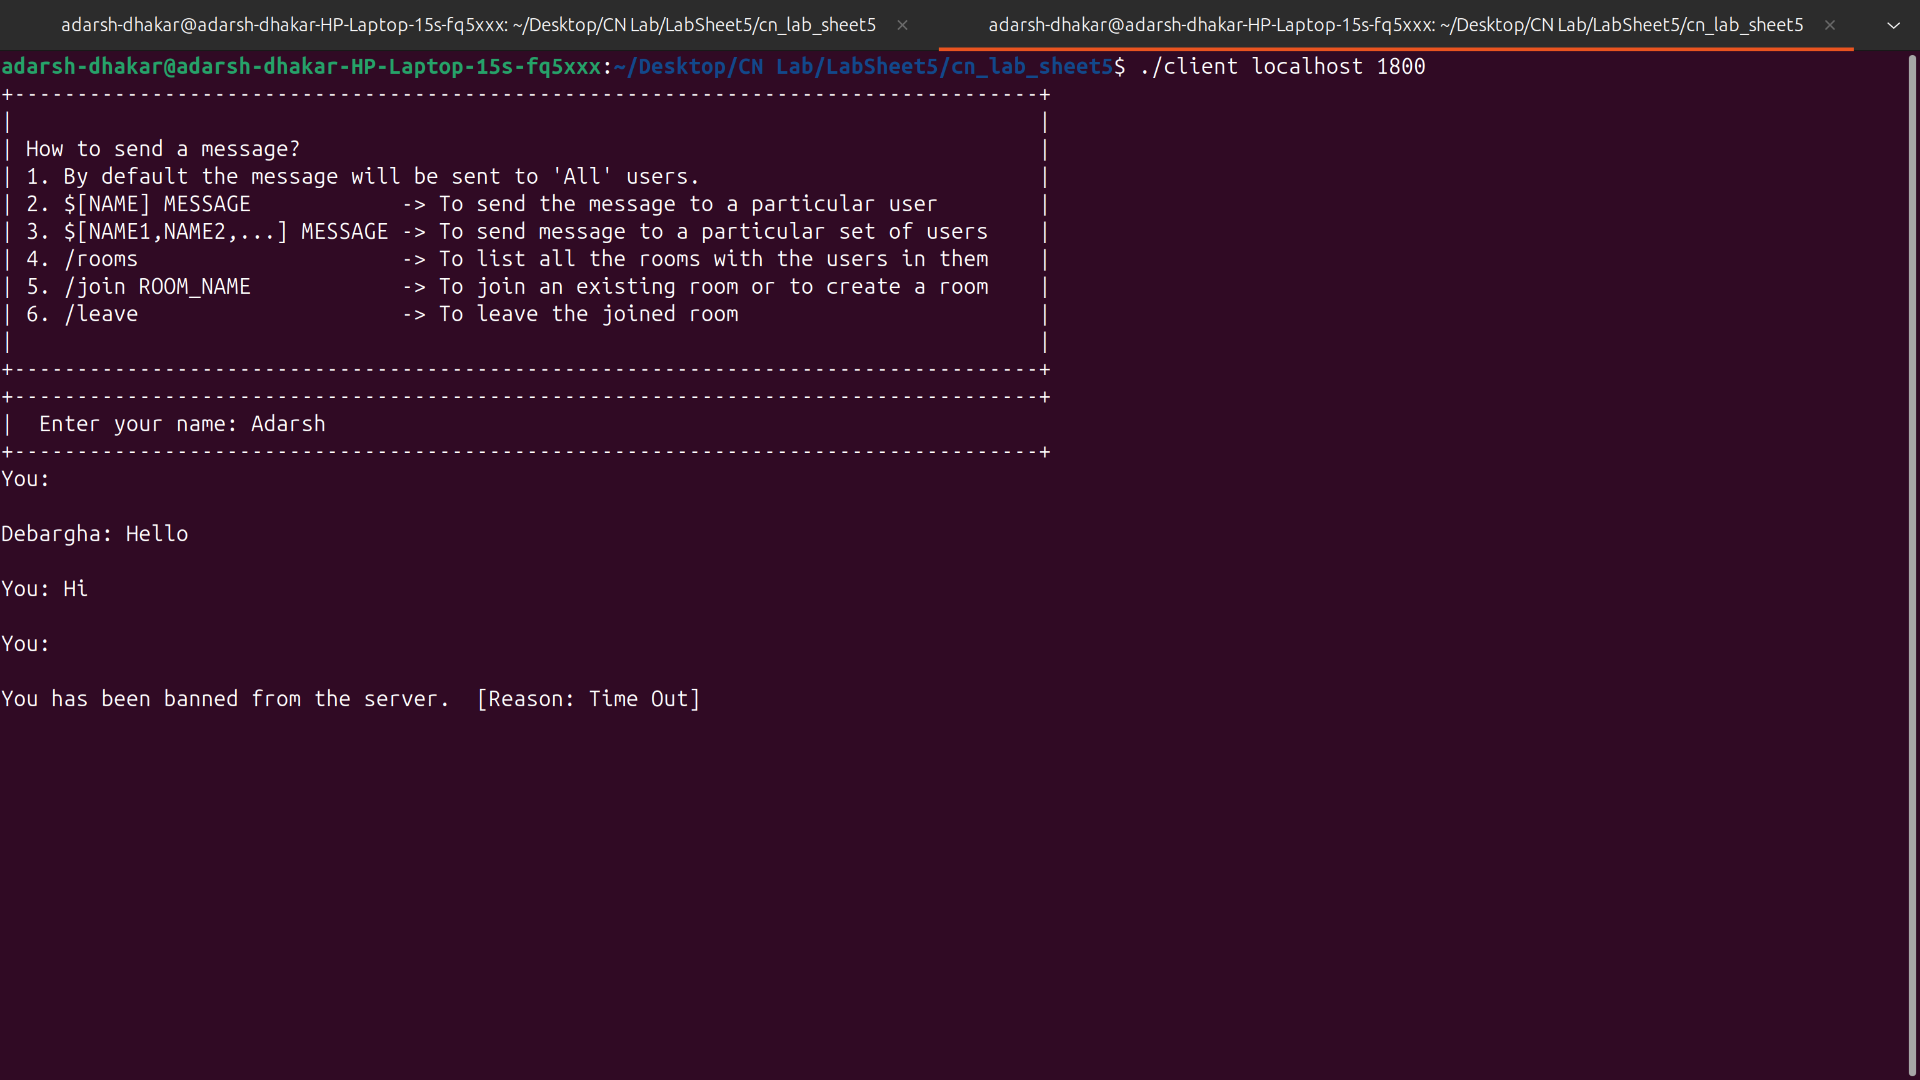 adarsh-dhakar@adarsh-dhakar-HP-Laptop-15s-fq5xxx: ~/Desktop/CN Lab/LabSheet5/cn_lab_sheet5 ×
adarsh-dhakar@adarsh-dhakar-HP-Laptop-15s-fq5xxx: ~/Desktop/CN Lab/LabSheet5/cn_lab_sheet5 ×
adarsh-dhakar@adarsh-dhakar-HP-Laptop-15s-fq5xxx:~/Desktop/CN Lab/LabSheet5/cn_lab_sheet5$ ./client localhost 1800
+----------------------------------------------------------------------------------+
|                                                                                  |
| How to send a message?                                                           |
| 1. By default the message will be sent to 'All' users.                           |
| 2. $[NAME] MESSAGE            -> To send the message to a particular user        |
| 3. $[NAME1,NAME2,...] MESSAGE -> To send message to a particular set of users    |
| 4. /rooms                     -> To list all the rooms with the users in them    |
| 5. /join ROOM_NAME            -> To join an existing room or to create a room    |
| 6. /leave                     -> To leave the joined room                        |
|                                                                                  |
+----------------------------------------------------------------------------------+
+----------------------------------------------------------------------------------+
|  Enter your name: Adarsh
+----------------------------------------------------------------------------------+
You:
Debargha: Hello
You: Hi
You:
You has been banned from the server.  [Reason: Time Out]